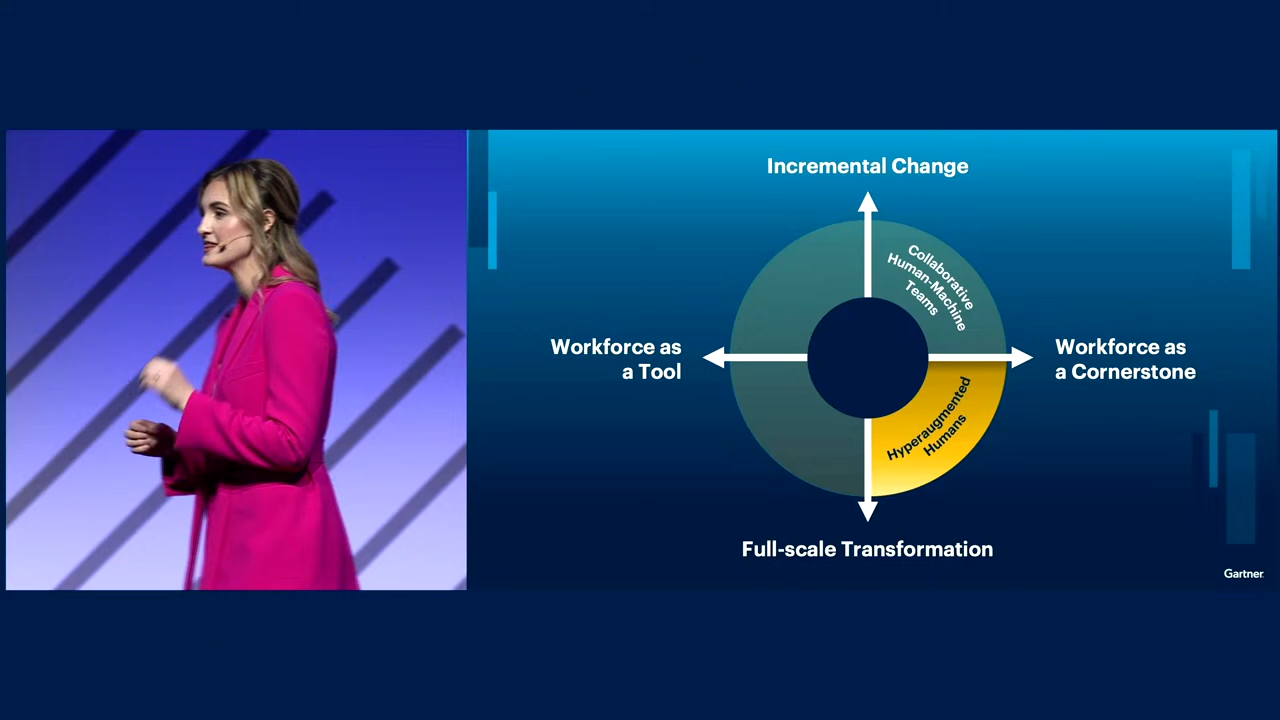 Incremental Change
Collaborative
Human-Machine
Teams
Workforce as
a Tool
Workforce as
a Cornerstone
Hyperaugmented
Humans
Full-scale Transformation
Gartner